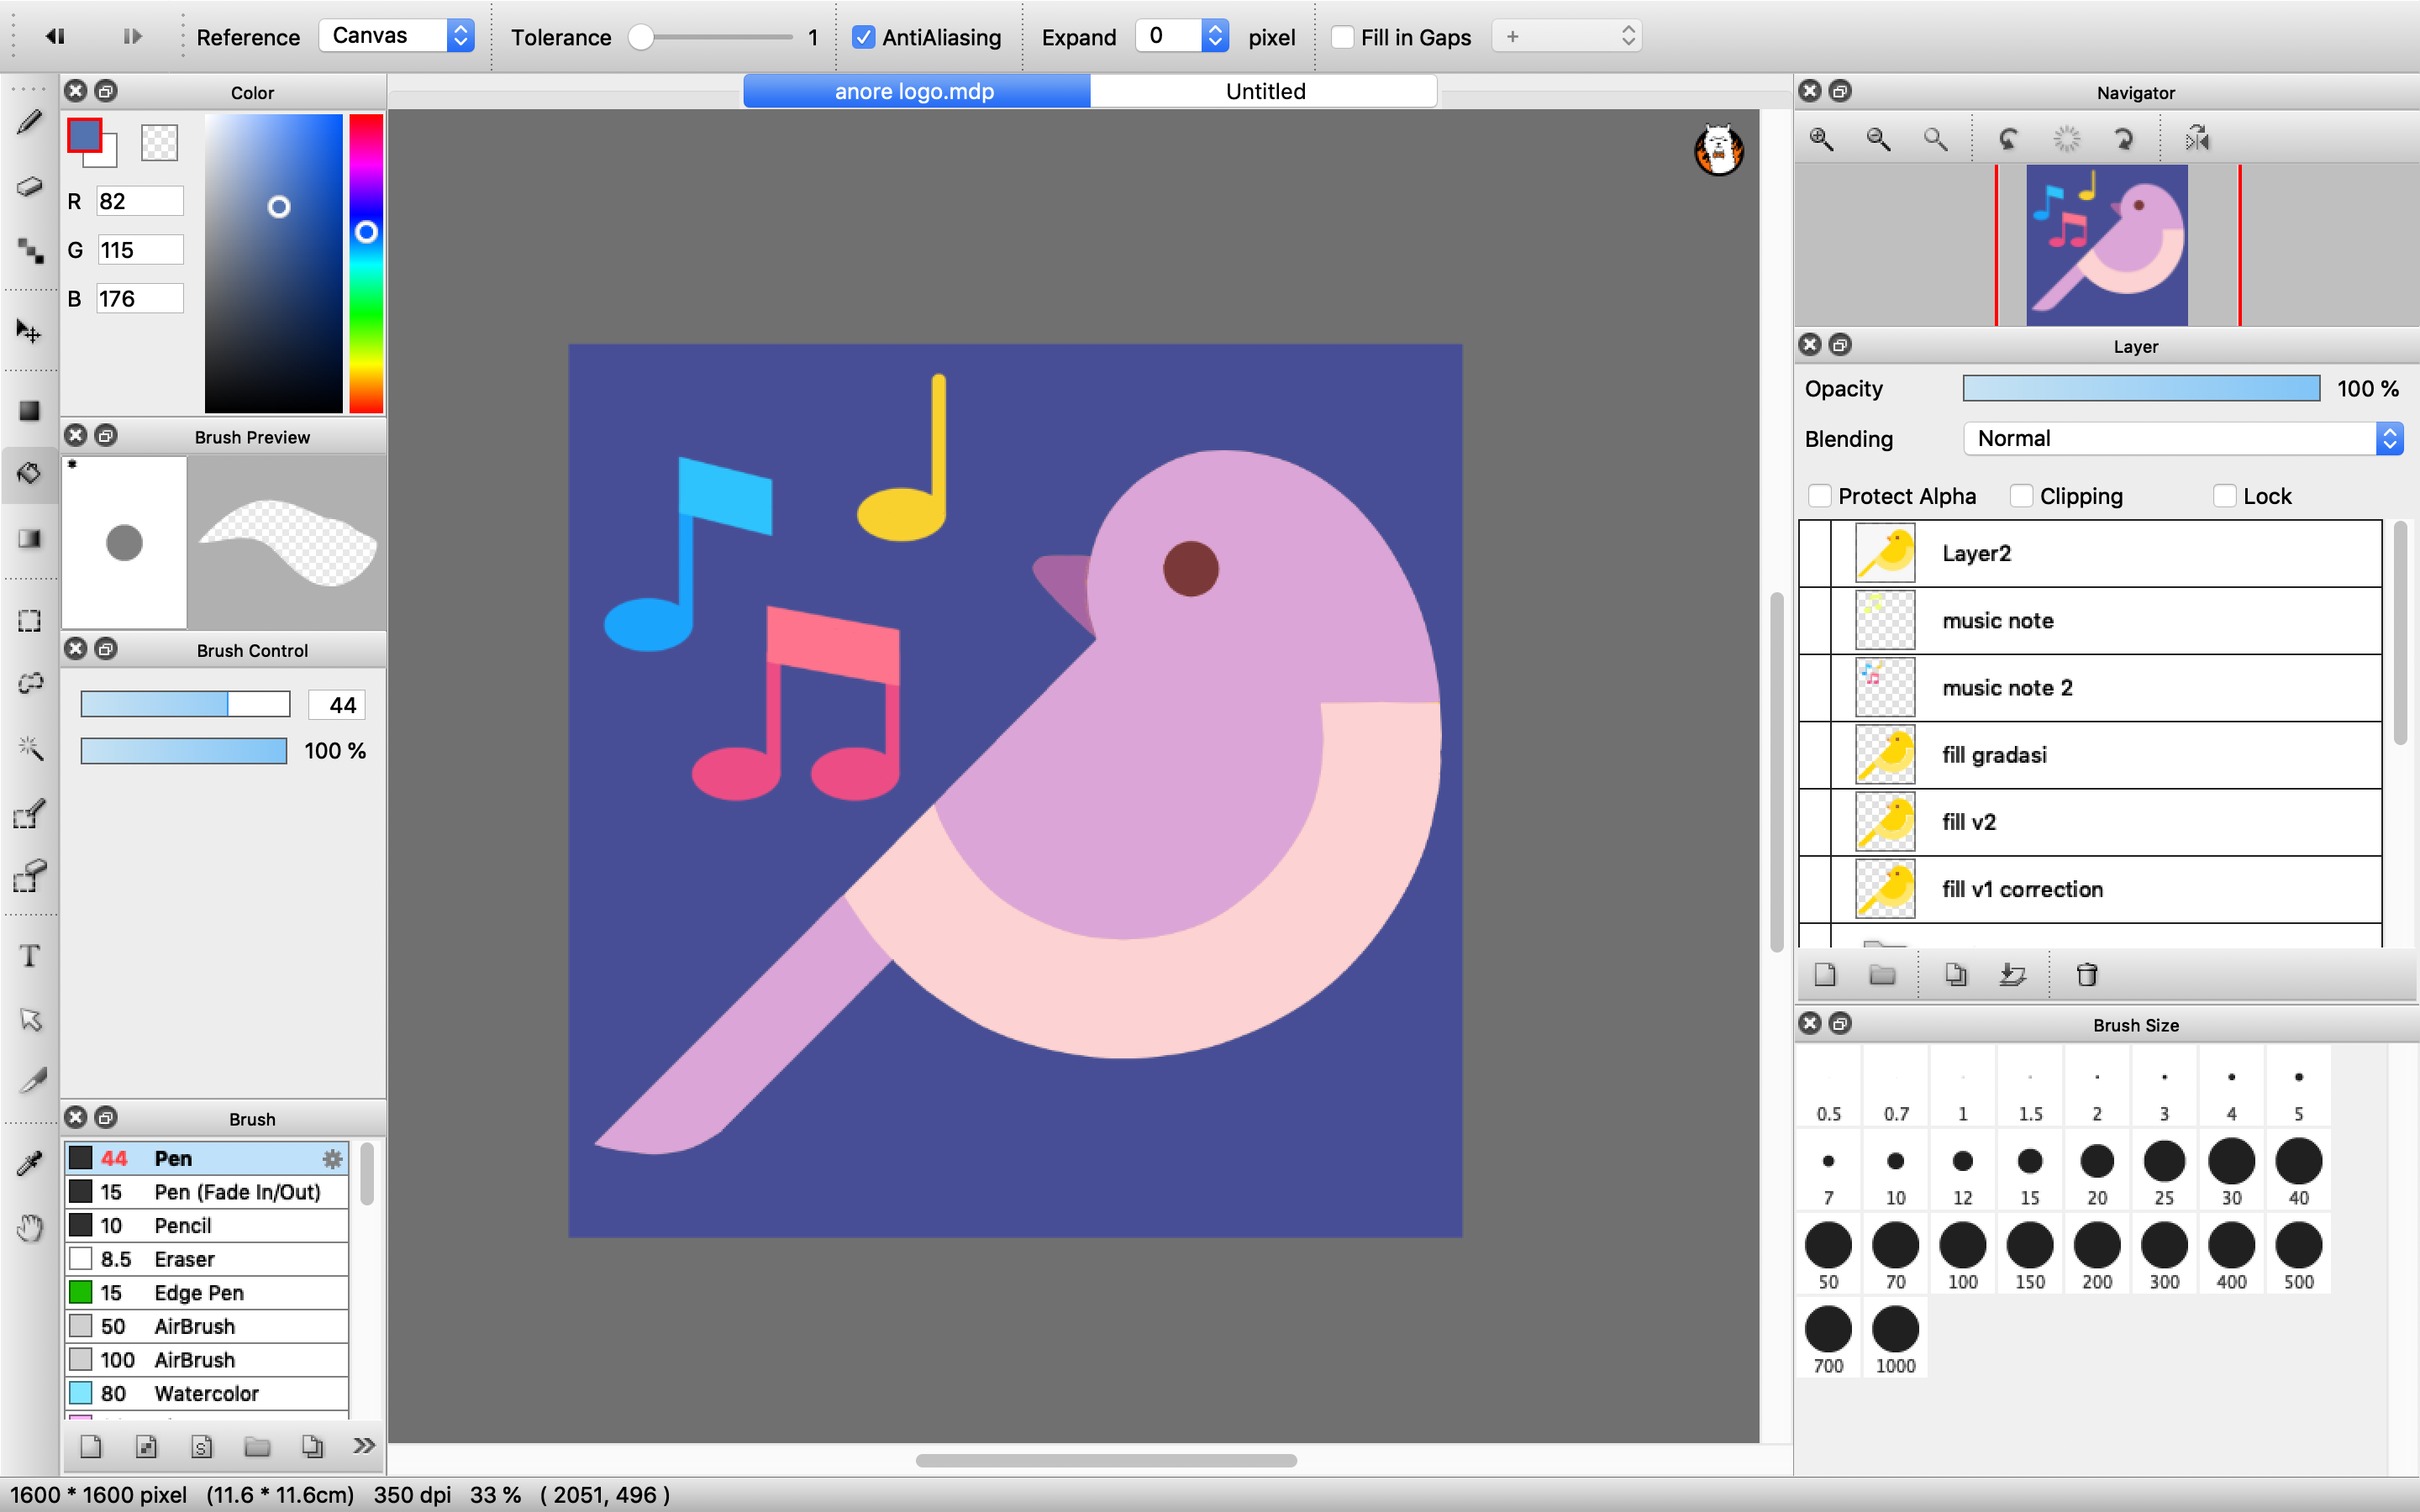 Reference Canvas Tolerance 1 AntiAliasing Expand 0 pixel Fill in Gaps +
Color
R 82
G 115
B 176
Brush Preview
Brush Control
44
100 %
Brush
44 Pen
15 Pen (Fade In/Out)
10 Pencil
8.5 Eraser
15 Edge Pen
50 AirBrush
100 AirBrush
80 Watercolor
T
S
anore logo.mdp Untitled
Navigator
Layer
Opacity 100 %
Blending Normal
Protect Alpha Clipping Lock
Layer2
music note
music note 2
fill gradasi
fill v2
fill v1 correction
Brush Size
0.5 0.7 1 1.5 2 3 4 5
7 10 12 15 20 25 30 40
50 70 100 150 200 300 400 500
700 1000
1600 * 1600 pixel (11.6 * 11.6cm) 350 dpi 33 % ( 2051, 496 )